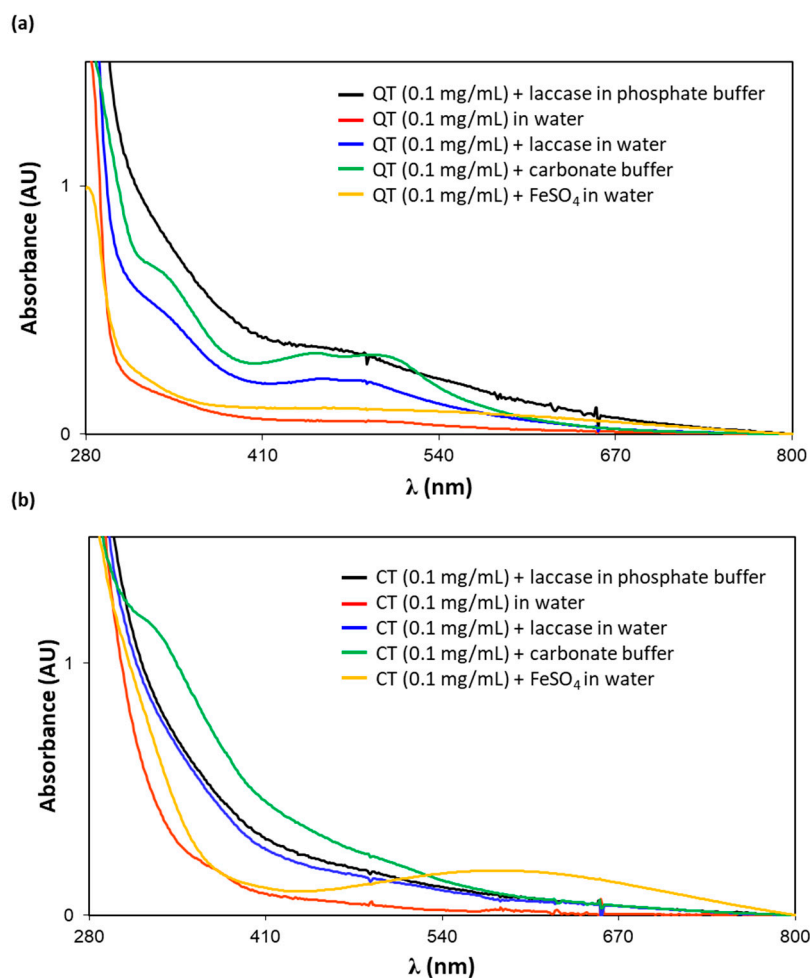 (a)
QT (0.1 mg/mL) + laccase in phosphate buffer
QT (0.1 mg/mL) in water
QT (0.1 mg/mL) + laccase in water
QT (0.1 mg/mL) + carbonate buffer
QT (0.1 mg/mL) + FeSO₄ in water
Absorbance (AU)
1
0
280 410 540 670 800
λ (nm)
(b)
CT (0.1 mg/mL) + laccase in phosphate buffer
CT (0.1 mg/mL) in water
CT (0.1 mg/mL) + laccase in water
CT (0.1 mg/mL) + carbonate buffer
CT (0.1 mg/mL) + FeSO₄ in water
Absorbance (AU)
1
0
280 410 540 670 800
λ (nm)